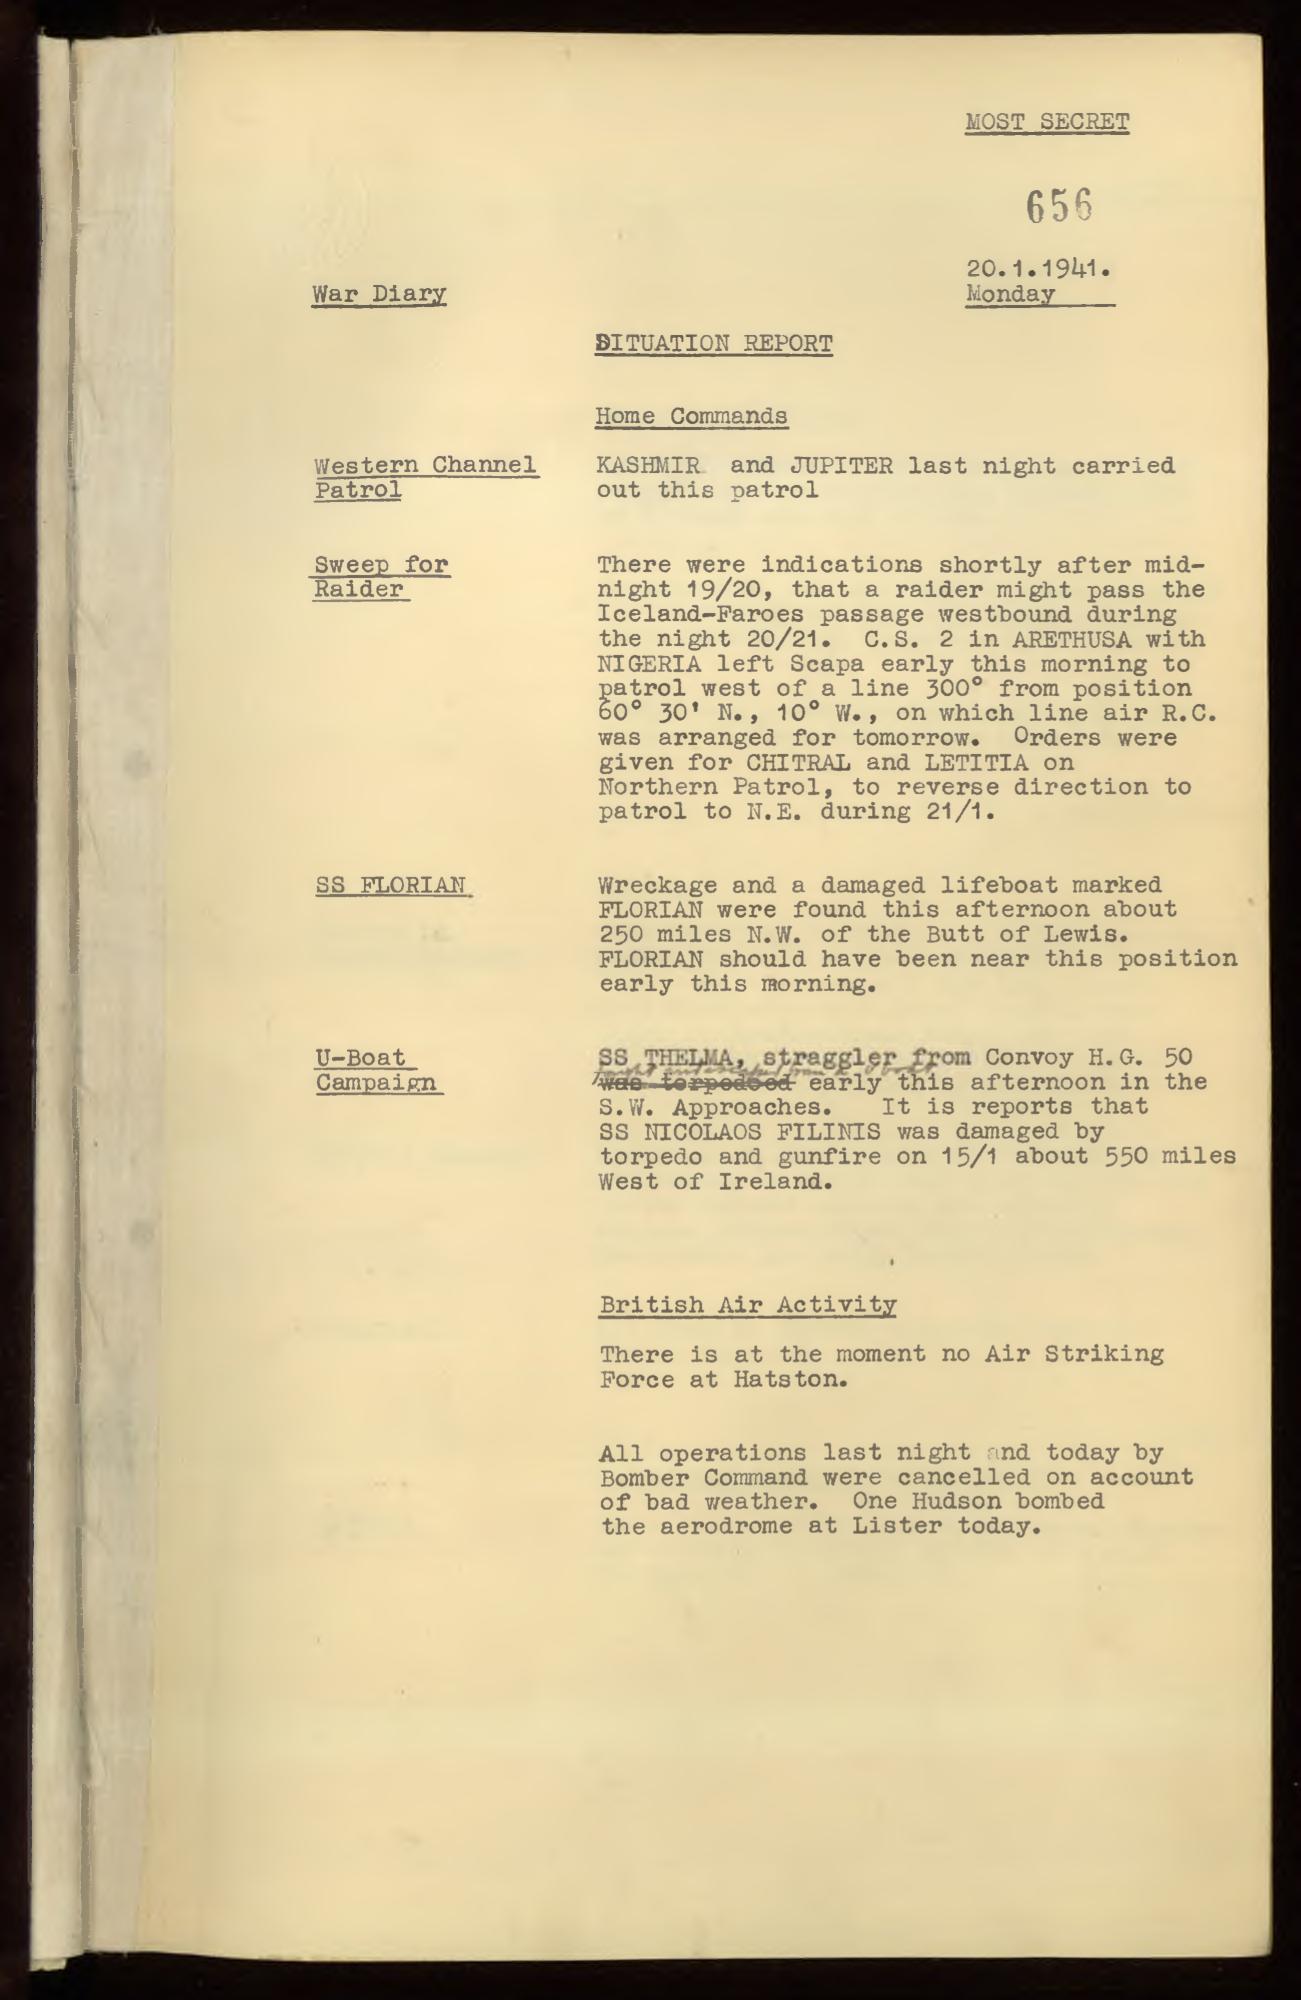 MOST SECRET
656
20.1.1941.
War Diary
Monday
SITUATION REPORT
Home Commands
Western Channel
Patrol
KASHMIR and JUPITER last night carried
out this patrol
Sweep for
Raider
There were indications shortly after mid-
night 19/20, that a raider might pass the
Iceland-Faroes passage westbound during
the night 20/21. C.S. 2 in ARETHUSA with
NIGERIA left Scapa early this morning to
patrol west of a line 300° from position
60° 30' N., 10° W., on which line air R.C.
was arranged for tomorrow. Orders were
given for CHITRAL and LETITIA on
Northern Patrol, to reverse direction to
patrol to N.E. during 21/1.
SS FLORIAN
Wreckage and a damaged lifeboat marked
FLORIAN were found this afternoon about
250 miles N.W. of the Butt of Lewis.
FLORIAN should have been near this position
early this morning.
U-Boat
Campaign
SS THELMA, straggler from Convoy H.G. 50
fought and escaped from a U boat
was torpedoed early this afternoon in the
S.W. Approaches. It is reports that
SS NICOLAOS FILINIS was damaged by
torpedo and gunfire on 15/1 about 550 miles
West of Ireland.
British Air Activity
There is at the moment no Air Striking
Force at Hatston.
All operations last night and today by
Bomber Command were cancelled on account
of bad weather. One Hudson bombed
the aerodrome at Lister today.